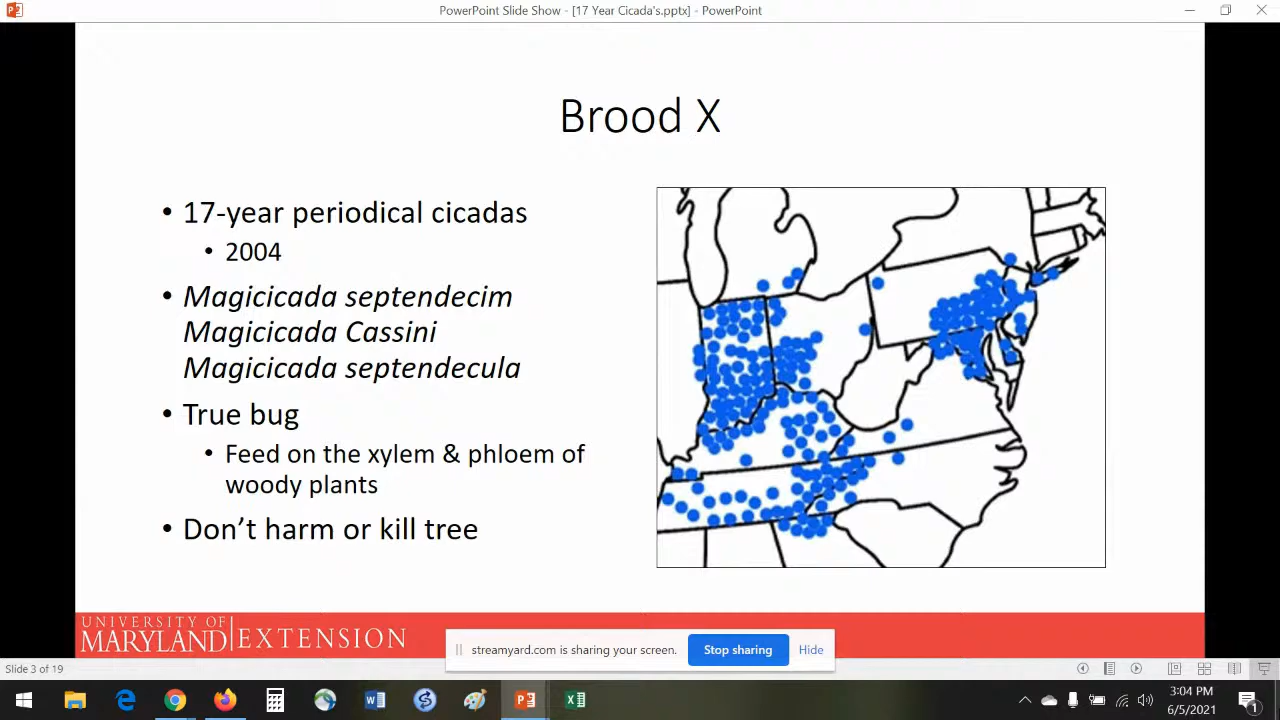 PowerPoint Slide Show - [17 Year Cicada's.pptx] - PowerPoint
Brood X
• 17-year periodical cicadas
• 2004
• Magicicada septendecim
Magicicada Cassini
Magicicada septendecula
• True bug
• Feed on the xylem & phloem of
woody plants
• Don't harm or kill tree
UNIVERSITY OF
MARYLAND EXTENSION
streamyard.com is sharing your screen.
Stop sharing
Hide
Slide 3 of 19
3:04 PM
6/5/2021
1